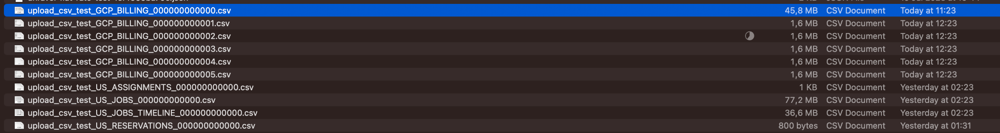 upload_csv_test_GCP_BILLING_000000000000.csv 45,8 MB CSV Document Today at 11:23
upload_csv_test_GCP_BILLING_000000000001.csv 1,6 MB CSV Document Today at 12:23
upload_csv_test_GCP_BILLING_000000000002.csv 1,6 MB CSV Document Today at 12:23
upload_csv_test_GCP_BILLING_000000000003.csv 1,6 MB CSV Document Today at 12:23
upload_csv_test_GCP_BILLING_000000000004.csv 1,6 MB CSV Document Today at 12:23
upload_csv_test_GCP_BILLING_000000000005.csv 1,6 MB CSV Document Today at 12:23
upload_csv_test_US_ASSIGNMENTS_000000000000.csv 1 KB CSV Document Yesterday at 02:23
upload_csv_test_US_JOBS_000000000000.csv 77,2 MB CSV Document Yesterday at 02:23
upload_csv_test_US_JOBS_TIMELINE_000000000000.csv 36,6 MB CSV Document Yesterday at 02:23
upload_csv_test_US_RESERVATIONS_000000000000.csv 800 bytes CSV Document Yesterday at 01:31